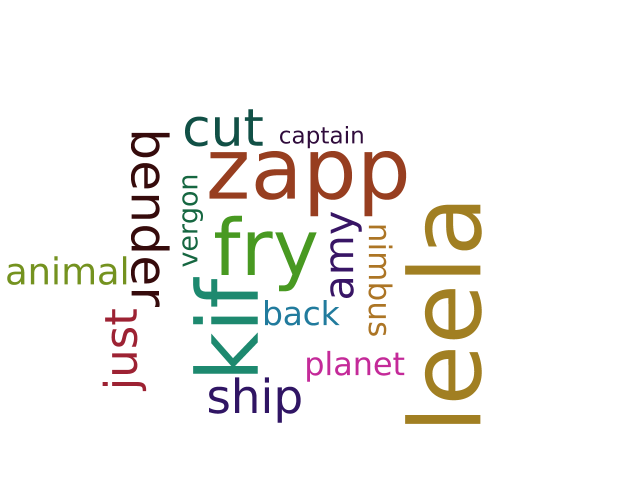 cut
captain
bender
zapp
vergon
fry
amy
nimbus
leela
animal
kif
back
just
planet
ship